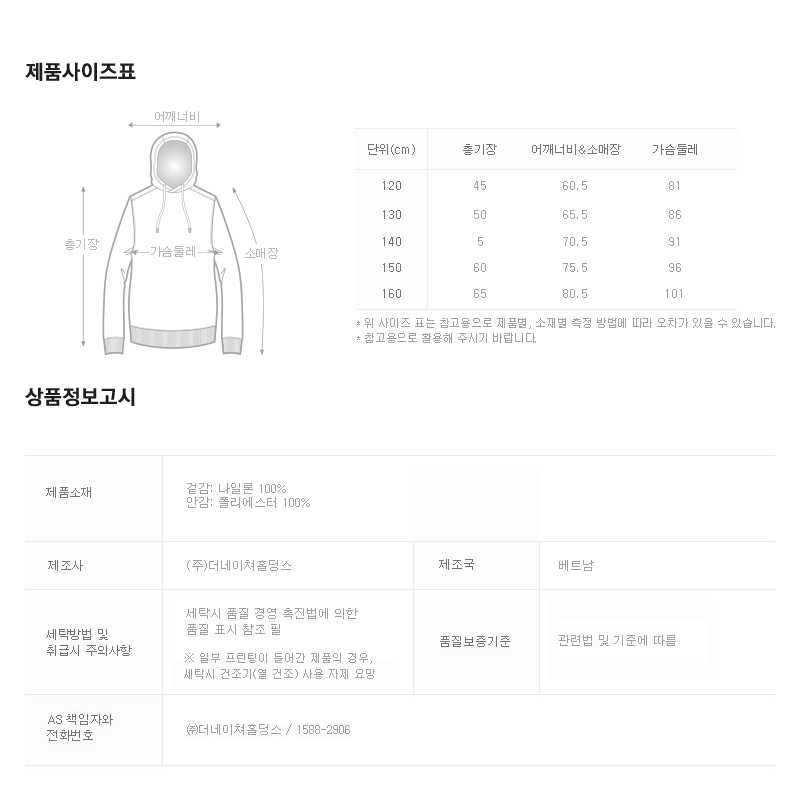 제품사이즈표
어깨너비
총기장
가슴둘레
소매장
단위(cm) 총기장 어깨너비&소매장 가슴둘레
120 45 60.5 81
130 50 65.5 86
140 5 70.5 91
150 60 75.5 96
160 65 80.5 101
* 위 사이즈 표는 참고용으로 제품별, 소재별 측정 방법에 따라 오차가 있을 수 있습니다.
* 참고용으로 활용해 주시기 바랍니다.
상품정보고시
제품소재
겉감: 나일론 100%
안감: 폴리에스터 100%
제조사 (주)더네이쳐홀딩스 제조국 베트남
세탁방법 및
취급시 주의사항
세탁시 품질 경영 촉진법에 의한
품질 표시 참조 필
※ 일부 프린팅이 들어간 제품의 경우,
세탁시 건조기(열 건조) 사용 자제 요망
품질보증기준 관련법 및 기준에 따름
AS 책임자와
전화번호
㈜더네이쳐홀딩스 / 1588-2906